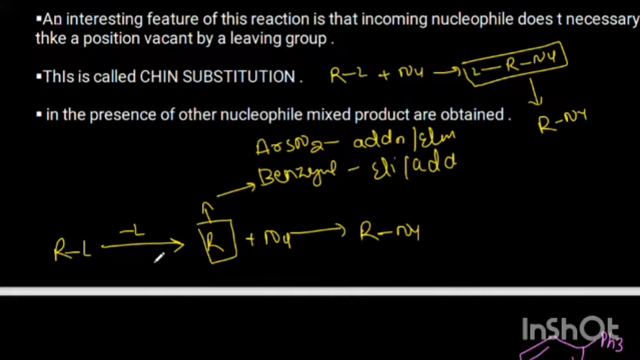 ▪ An interesting feature of this reaction is that incoming nucleophile does t necessary
thke a position vacant by a leaving group .
▪ ThIs is called CHIN SUBSTITUTION . R-L + Nu → L-R-Nu
↓
R-Nu
▪ in the presence of other nucleophile mixed product are obtained .
ArSN2 - addn/Elm
Benzyne - Eli/add
R-L -L → R + Nu → R-Nu
InShOt
Ph3